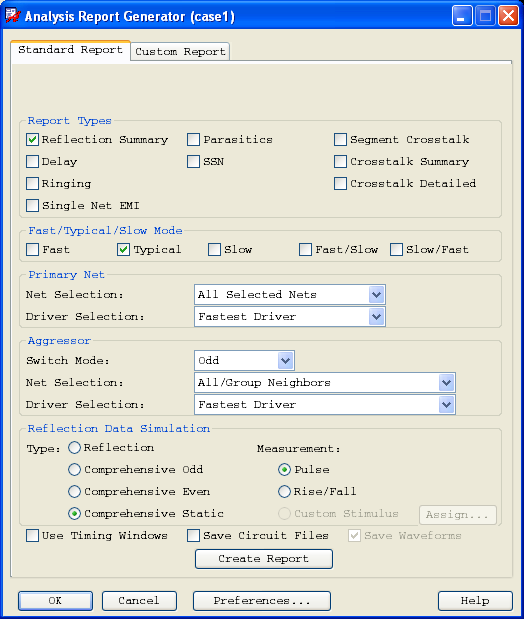 Analysis Report Generator (case1)
Standard Report Custom Report
Report Types
Reflection Summary Parasitics Segment Crosstalk
Delay SSN Crosstalk Summary
Ringing Crosstalk Detailed
Single Net EMI
Fast/Typical/Slow Mode
Fast Typical Slow Fast/Slow Slow/Fast
Primary Net
Net Selection: All Selected Nets
Driver Selection: Fastest Driver
Aggressor
Switch Mode: Odd
Net Selection: All/Group Neighbors
Driver Selection: Fastest Driver
Reflection Data Simulation
Type: Reflection Measurement:
Comprehensive Odd Pulse
Comprehensive Even Rise/Fall
Comprehensive Static Custom Stimulus Assign...
Use Timing Windows Save Circuit Files Save Waveforms
Create Report
OK Cancel Preferences... Help